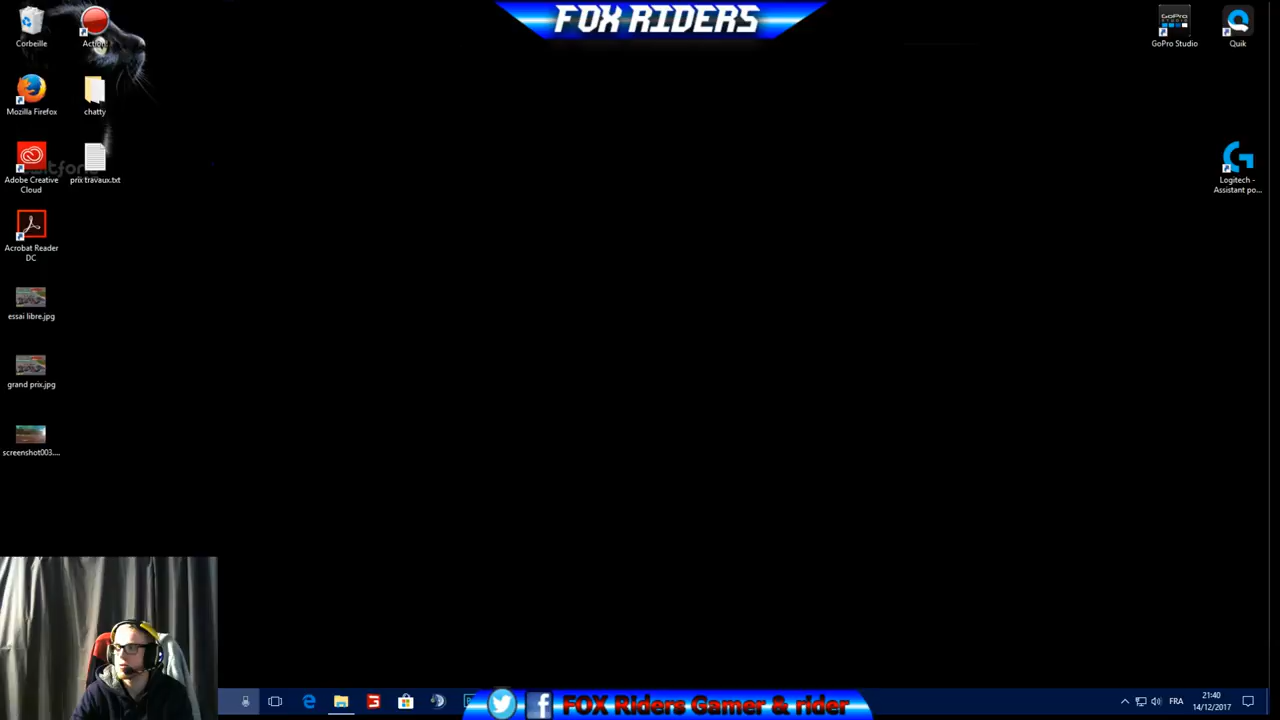 FOX RIDERS
Corbeille
Action!
GoPro Studio
Quik
Mozilla Firefox
chatty
Adobe Creative
Cloud
prix travaux.txt
Logitech -
Assistant po...
Acrobat Reader
DC
essai libre.jpg
grand prix.jpg
screenshot003....
FOX Riders Gamer & rider
FRA
21:40
14/12/2017